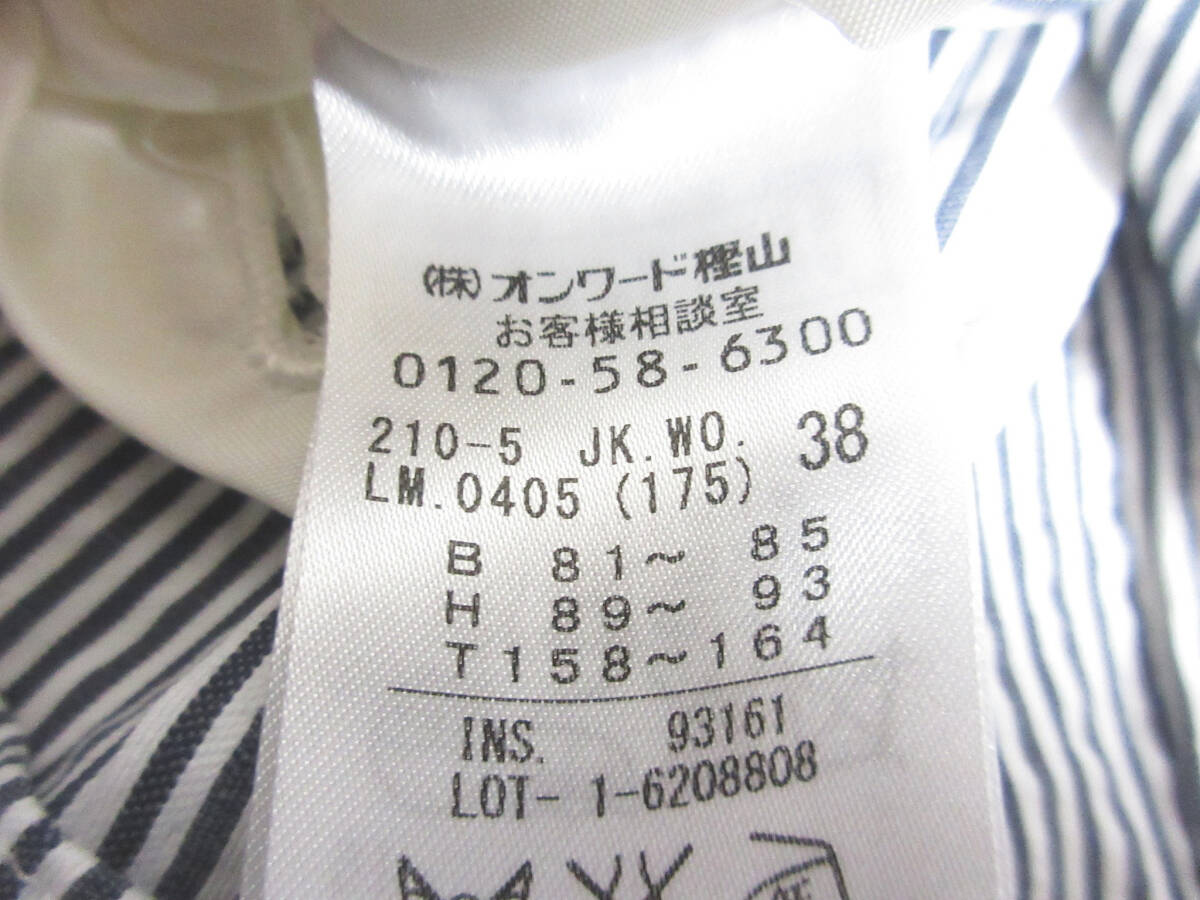 (株)オンワード樫山
お客様相談室
0120-58-6300
210-5 JK.WO. 38
LM.0405 (175)
B 81~ 85
H 89~ 93
T158~164
INS. 93161
LOT- 1-6208808